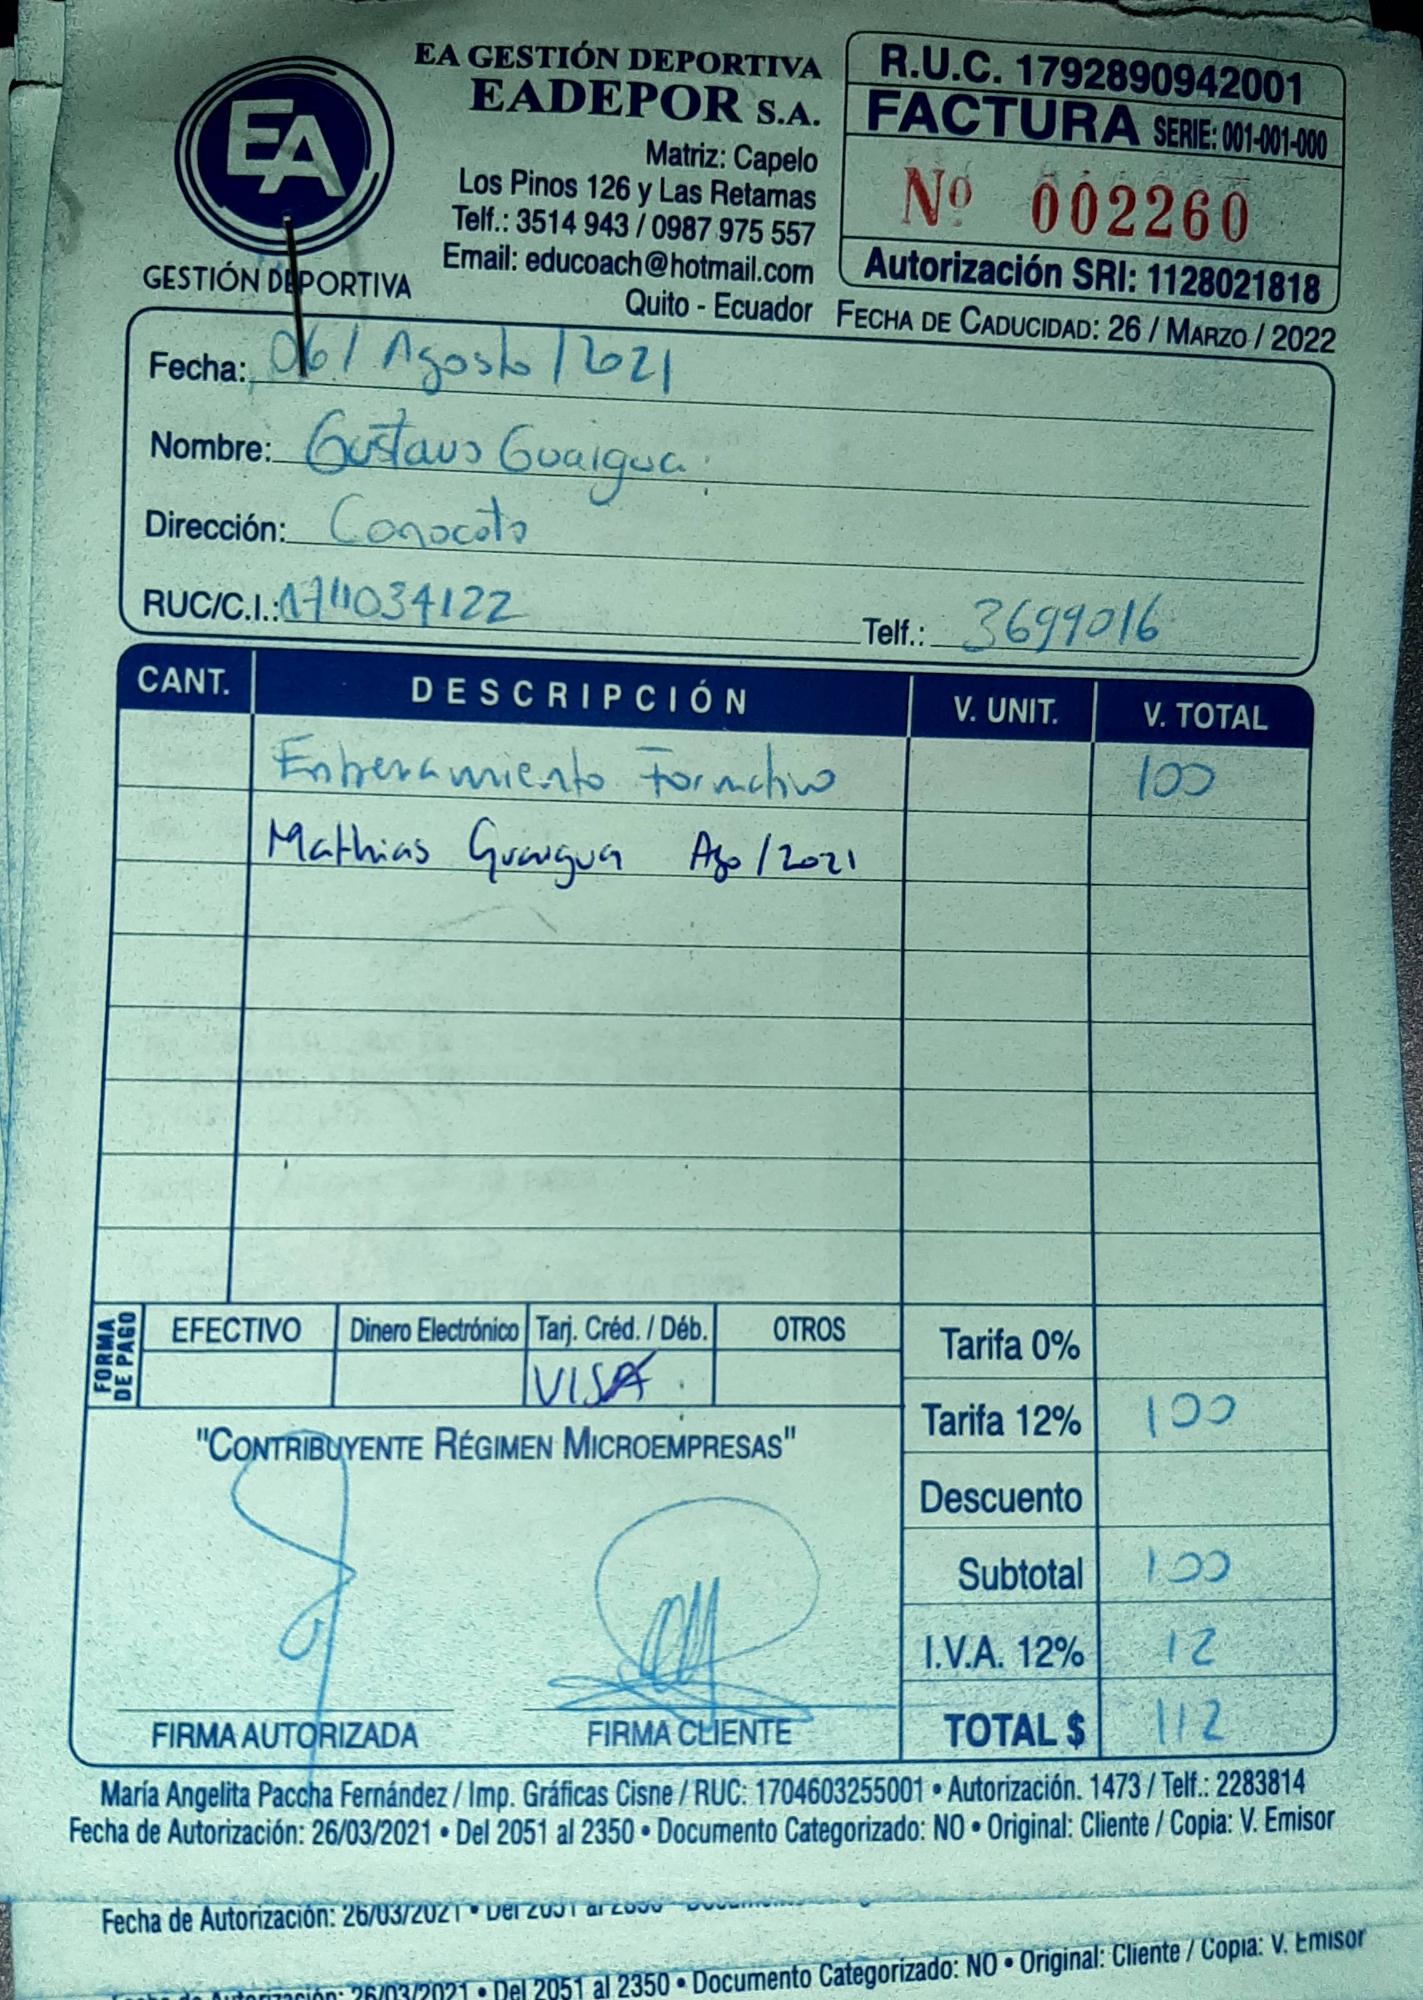 EA
GESTIÓN DEPORTIVA
EA GESTIÓN DEPORTIVA
EADEPOR S.A.
Matriz: Capelo
Los Pinos 126 y Las Retamas
Telf.: 3514 943 / 0987 975 557
Email: educoach@hotmail.com
Quito - Ecuador
R.U.C. 1792890942001
FACTURA SERIE: 001-001-000
Nº 002260
Autorización SRI: 1128021818
FECHA DE CADUCIDAD: 26 / MARZO / 2022
Fecha: 06 / Agosto / 2021
Nombre: Gustavo Guaigua
Dirección: Conocoto
RUC/C.I.: 1711034122 Telf.: 3699016
CANT. DESCRIPCIÓN V. UNIT. V. TOTAL
Entrenamiento Formativo 100
Mathias Guaigua Ago / 2021
FORMA DE PAGO
EFECTIVO Dinero Electrónico Tarj. Créd. / Déb. OTROS
VISA
Tarifa 0%
Tarifa 12% 100
Descuento
Subtotal 100
I.V.A. 12% 12
TOTAL $ 112
"CONTRIBUYENTE RÉGIMEN MICROEMPRESAS"
FIRMA AUTORIZADA FIRMA CLIENTE
María Angelita Paccha Fernández / Imp. Gráficas Cisne / RUC: 1704603255001 • Autorización. 1473 / Telf.: 2283814
Fecha de Autorización: 26/03/2021 • Del 2051 al 2350 • Documento Categorizado: NO • Original: Cliente / Copia: V. Emisor
Fecha de Autorización: 26/03/2021 • Del 2051 al 2350
Autorización: 26/03/2021 • Del 2051 al 2350 • Documento Categorizado: NO • Original: Cliente / Copia: V. Emisor